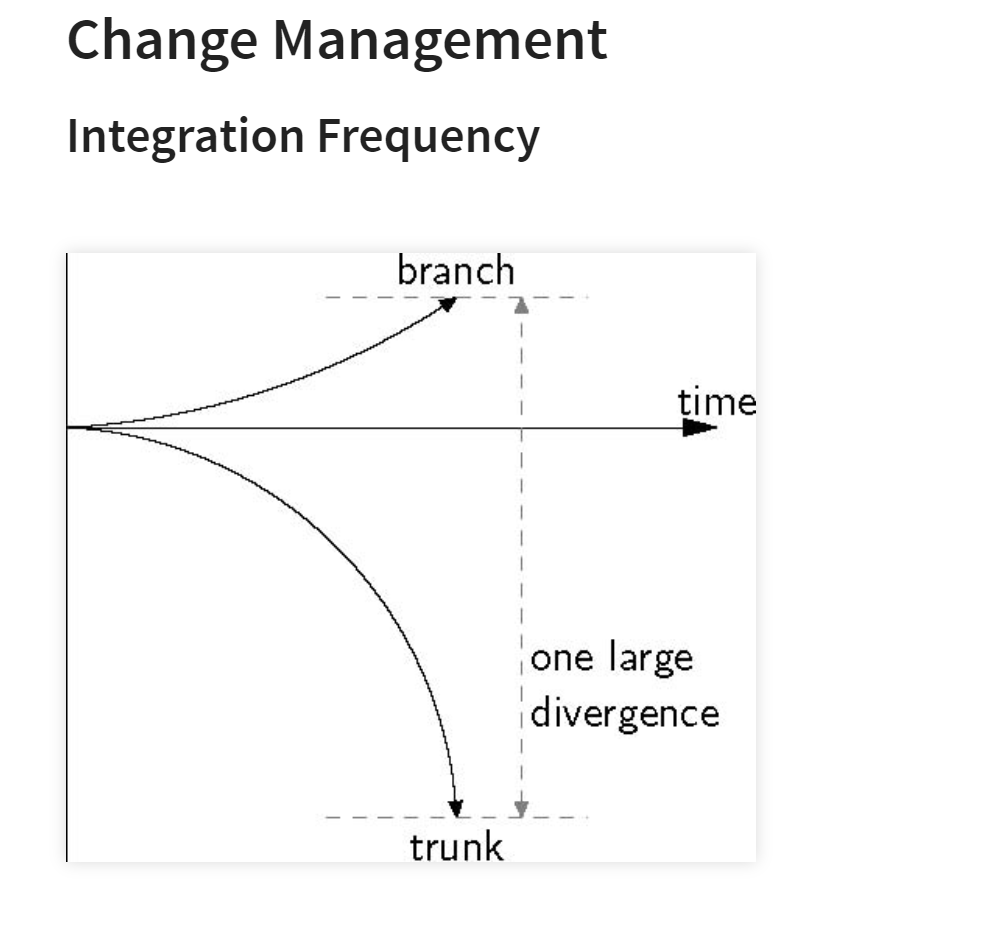 Change Management
Integration Frequency
branch
time
one large
divergence
trunk